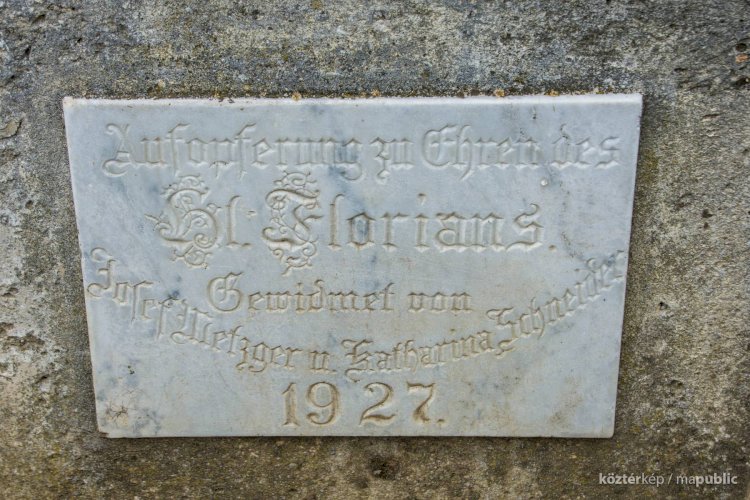 Aufopferung zu Ehren des
Hl. Florians.
Gewidmet von
Josef Metzger u. Katharina Schneider
1927.
köztérkép / mapublic